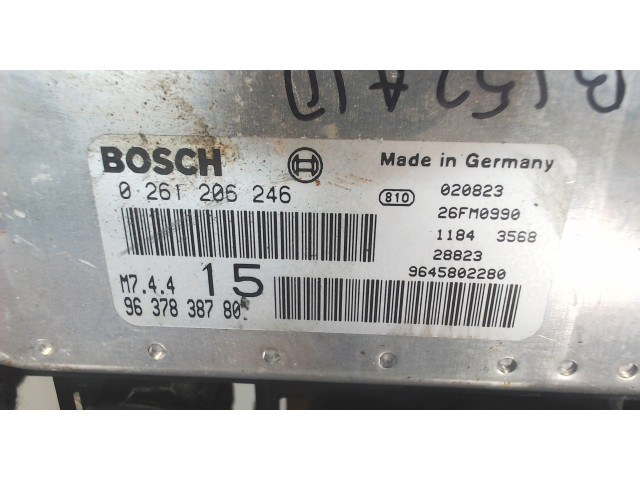 B152A10
BOSCH
Made in Germany
0 261 206 246
810
020823
26FM0990
1184 3568
28823
9645802280
M7.4.4 15
96 378 387 80